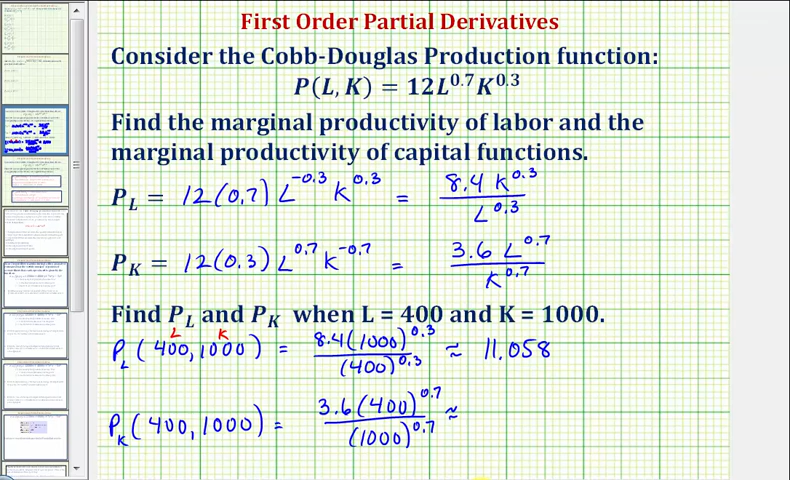 First Order Partial Derivatives
Consider the Cobb-Douglas Production function:
P(L, K) = 12L^0.7 K^0.3
Find the marginal productivity of labor and the
marginal productivity of capital functions.
P_L = 12(0.7) L^-0.3 K^0.3 = 8.4 K^0.3 / L^0.3
P_K = 12(0.3) L^0.7 K^-0.7 = 3.6 L^0.7 / K^0.7
Find P_L and P_K when L = 400 and K = 1000.
L K
P_L (400, 1000) = 8.4(1000)^0.3 / (400)^0.3 ≈ 11.058
P_K (400, 1000) = 3.6(400)^0.7 / (1000)^0.7 ≈